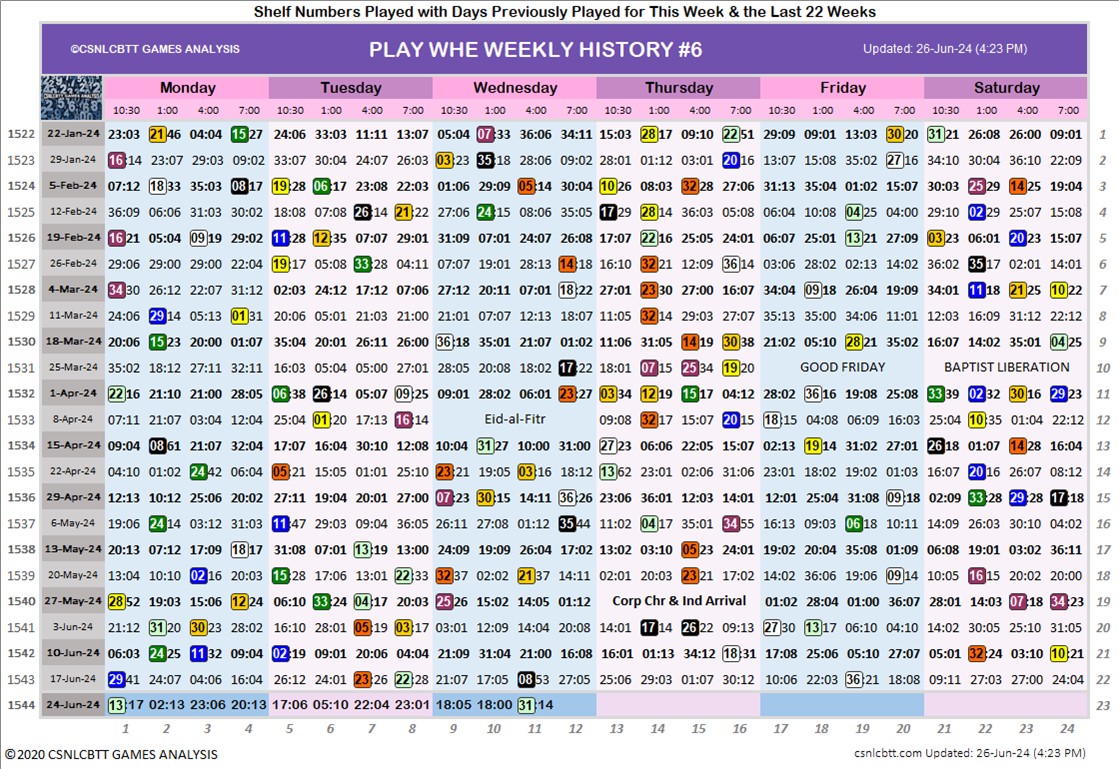 Shelf Numbers Played with Days Previously Played for This Week & the Last 22 Weeks
©CSNLCBTT GAMES ANALYSIS PLAY WHE WEEKLY HISTORY #6 Updated: 26-Jun-24 (4:23 PM)
Monday Tuesday Wednesday Thursday Friday Saturday
10:30 1:00 4:00 7:00 10:30 1:00 4:00 7:00 10:30 1:00 4:00 7:00 10:30 1:00 4:00 7:00 10:30 1:00 4:00 7:00 10:30 1:00 4:00 7:00
1522 22-Jan-24 23:03 21:46 04:04 15:27 24:06 33:03 11:11 13:07 05:04 07:33 36:06 34:11 15:03 28:17 09:10 22:51 29:09 09:01 13:03 30:20 31:21 26:08 26:00 09:01 1
1523 29-Jan-24 16:14 23:07 29:03 09:02 33:07 30:04 24:07 26:03 03:23 35:18 28:06 09:02 28:01 01:12 03:01 20:16 13:07 15:08 35:02 27:16 34:10 30:04 36:10 22:09 2
1524 5-Feb-24 07:12 18:33 35:03 08:17 19:28 06:17 23:08 22:03 01:06 29:09 05:14 30:04 10:26 08:03 32:28 27:06 31:13 35:04 01:02 15:07 30:03 25:29 14:25 19:04 3
1525 12-Feb-24 36:09 06:06 31:03 30:02 18:08 07:08 26:14 21:22 27:06 24:15 08:06 35:05 17:29 28:14 36:03 05:08 06:04 10:08 04:25 04:00 29:10 02:29 25:07 15:08 4
1526 19-Feb-24 16:21 05:04 09:19 29:02 11:28 12:35 07:07 29:01 31:09 07:01 24:07 26:08 14:07 22:16 25:05 24:01 06:07 25:01 13:21 27:09 03:23 06:01 20:23 15:07 5
1527 26-Feb-24 29:06 29:00 29:00 22:04 19:17 05:08 33:28 04:11 07:07 19:01 28:13 14:18 16:10 32:21 12:09 36:14 03:06 36:02 02:13 14:02 36:02 35:17 02:01 14:01 6
1528 4-Mar-24 34:30 26:12 22:07 31:12 02:03 24:12 17:12 07:06 27:12 20:11 07:01 18:22 27:01 23:30 27:00 16:07 34:04 09:18 26:04 19:09 34:01 11:18 21:25 10:22 7
1529 11-Mar-24 24:06 29:14 05:13 01:31 20:06 05:01 21:03 21:00 21:01 07:07 12:13 18:07 11:05 32:14 29:03 27:07 35:13 35:00 34:06 11:05 12:03 16:09 31:12 22:12 8
1530 18-Mar-24 20:06 15:23 20:00 01:07 35:04 20:01 26:11 26:00 36:18 35:01 21:07 01:02 11:06 31:05 14:19 30:38 21:02 05:10 28:21 35:02 16:07 14:02 35:01 04:25 9
1531 25-Mar-24 35:02 18:12 27:11 32:11 16:03 05:04 05:00 27:01 28:05 20:08 18:02 17:22 18:01 07:15 25:34 19:20 GOOD FRIDAY BAPTIST LIBERATION 10
1532 1-Apr-24 22:16 21:10 21:00 28:05 06:38 26:14 05:07 09:25 09:01 28:02 06:01 23:27 03:34 12:19 15:17 04:12 28:02 36:16 19:08 25:08 33:39 02:32 30:16 29:23 11
1533 8-Apr-24 07:11 21:07 03:04 12:04 25:04 01:20 07:08 16:14 Eid-al-Fitr 09:08 32:17 15:07 20:15 18:15 04:08 06:09 16:03 25:04 10:35 01:04 22:12 12
1534 15-Apr-24 09:04 08:61 21:07 32:04 17:07 16:04 30:10 12:08 10:04 31:27 10:00 31:00 27:23 06:06 22:05 15:07 02:13 19:14 31:02 27:01 26:18 01:07 14:28 16:04 13
1535 22-Apr-24 04:10 01:02 24:42 06:04 05:21 15:05 01:01 25:10 23:21 19:05 03:16 18:12 13:62 23:01 02:06 31:06 23:01 18:02 19:01 01:03 16:07 20:16 26:07 08:12 14
1536 29-Apr-24 12:13 10:12 25:06 20:02 27:11 19:04 20:01 27:00 07:23 30:15 14:11 36:26 23:06 36:01 12:03 14:01 12:01 25:04 31:08 09:18 02:09 33:28 29:28 17:18 15
1537 6-May-24 19:06 24:14 03:12 31:03 11:47 29:03 09:04 36:05 26:11 27:08 01:12 35:44 11:02 04:17 35:01 34:55 16:13 09:03 06:18 10:11 14:09 26:03 30:10 04:02 16
1538 13-May-24 20:13 07:12 17:09 18:17 31:08 07:01 13:19 13:00 24:09 19:09 26:04 17:02 13:02 03:10 05:23 24:01 19:02 20:04 35:08 01:09 06:08 19:01 03:02 36:11 17
1539 20-May-24 13:04 10:10 02:16 20:03 15:28 17:06 13:01 22:33 32:37 02:02 21:37 14:11 02:01 20:03 23:21 17:02 14:02 36:06 19:06 09:14 10:05 16:15 20:02 20:00 18
1540 27-May-24 28:52 19:03 15:06 12:24 06:10 33:24 04:17 20:03 25:26 15:02 14:05 01:12 Corp Chr & Ind Arrival 01:02 28:04 01:00 36:07 28:01 14:03 07:18 34:23 19
1541 3-Jun-24 21:12 31:20 30:23 28:02 16:10 28:01 05:19 03:17 03:01 12:09 14:04 20:08 14:01 17:14 26:22 09:13 27:03 13:17 06:10 04:10 14:02 30:05 25:10 31:05 20
1542 10-Jun-24 06:03 24:25 11:32 09:04 02:19 09:01 20:06 04:04 21:09 31:04 21:00 16:08 16:01 01:13 34:12 18:31 17:08 25:06 05:10 25:01 05:01 32:24 03:10 10:21 21
1543 17-Jun-24 29:41 24:07 04:06 16:04 26:12 24:01 23:26 22:28 21:07 17:05 08:53 27:05 25:06 29:03 01:07 30:12 10:06 22:03 36:21 18:08 09:11 27:03 27:00 24:04 22
1544 24-Jun-24 13:17 02:13 23:06 20:13 17:06 05:10 22:04 23:01 18:05 18:00 31:14 23
1 2 3 4 5 6 7 8 9 10 11 12 13 14 15 16 17 18 19 20 21 22 23 24
©2020 CSNLCBTT GAMES ANALYSIS csnlcbtt.com Updated: 26-Jun-24 (4:23 PM)